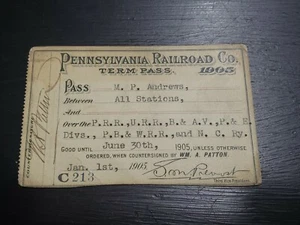 PENNSYLVANIA RAILROAD CO.
TERM PASS. 1905
PASS M. P. Andrews,
Between All Stations,
And
Over the P.R.R., U.R.R., B.& A.V., P.& E.
Divs., P.B.& W.R.R., and N. C. Ry.
GOOD UNTIL June 30th, 1905, UNLESS OTHERWISE
ORDERED, WHEN COUNTERSIGNED BY WM. A. PATTON.
Jan. 1st, 1905
C 213